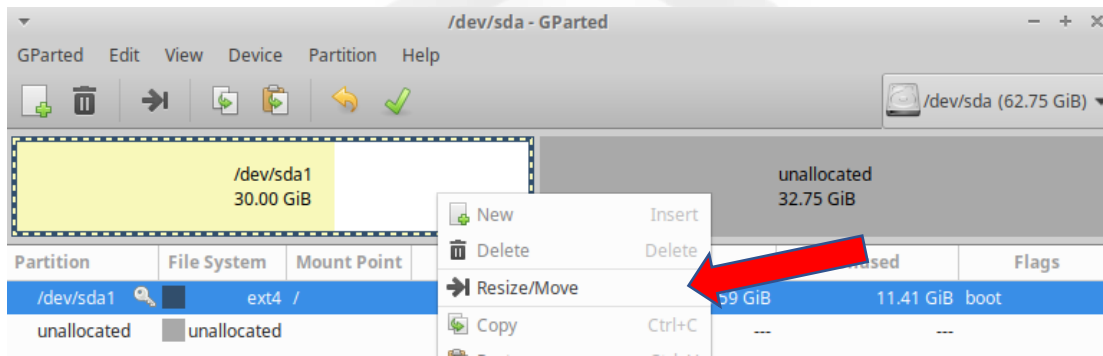 /dev/sda - GParted
GParted Edit View Device Partition Help
/dev/sda (62.75 GiB)
/dev/sda1
30.00 GiB
unallocated
32.75 GiB
New Insert
Delete Delete
Resize/Move
Copy Ctrl+C
Partition File System Mount Point Flags
/dev/sda1 ext4 / 59 GiB 11.41 GiB boot
unallocated unallocated --- ---